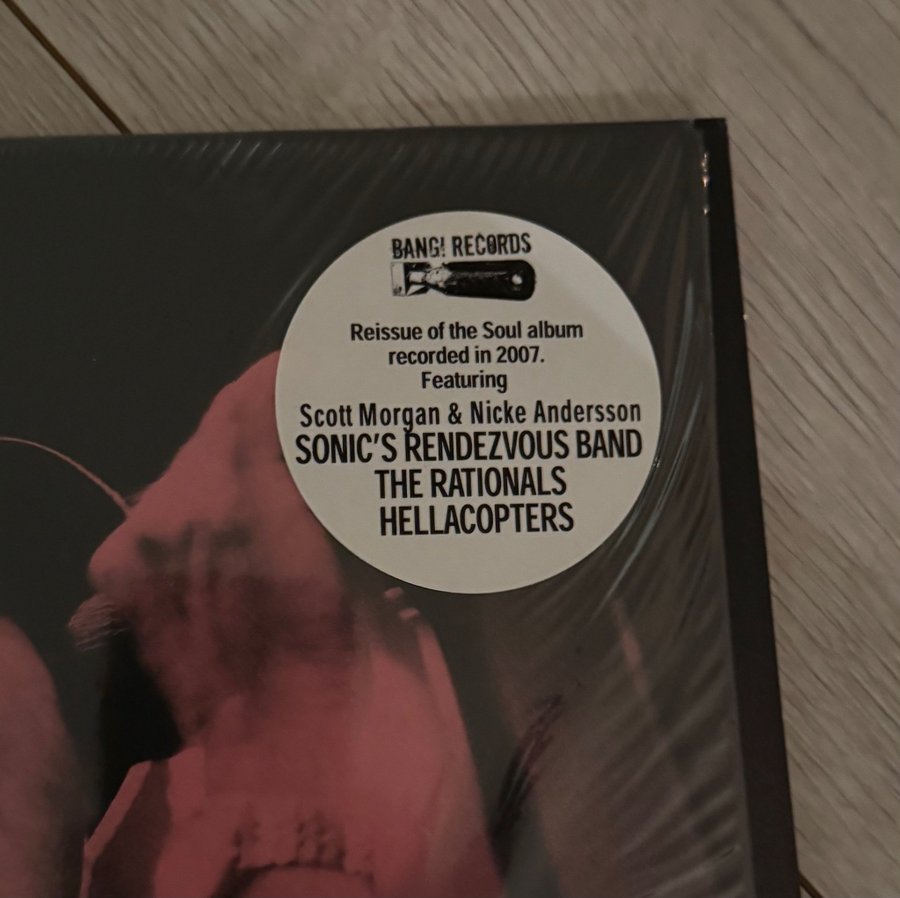 BANG! RECORDS
Reissue of the Soul album
recorded in 2007.
Featuring
Scott Morgan & Nicke Andersson
SONIC'S RENDEZVOUS BAND
THE RATIONALS
HELLACOPTERS